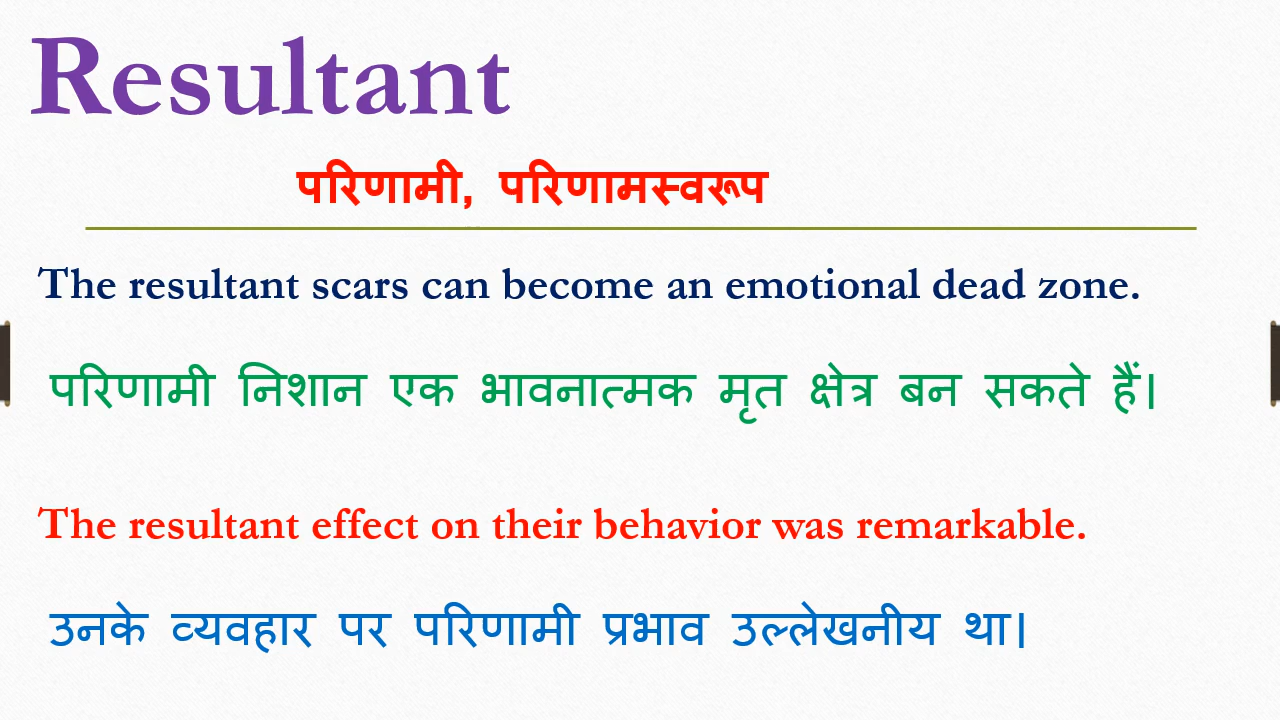 Resultant
परिणामी, परिणामस्वरूप
The resultant scars can become an emotional dead zone.
परिणामी निशान एक भावनात्मक मृत क्षेत्र बन सकते हैं।
The resultant effect on their behavior was remarkable.
उनके व्यवहार पर परिणामी प्रभाव उल्लेखनीय था।